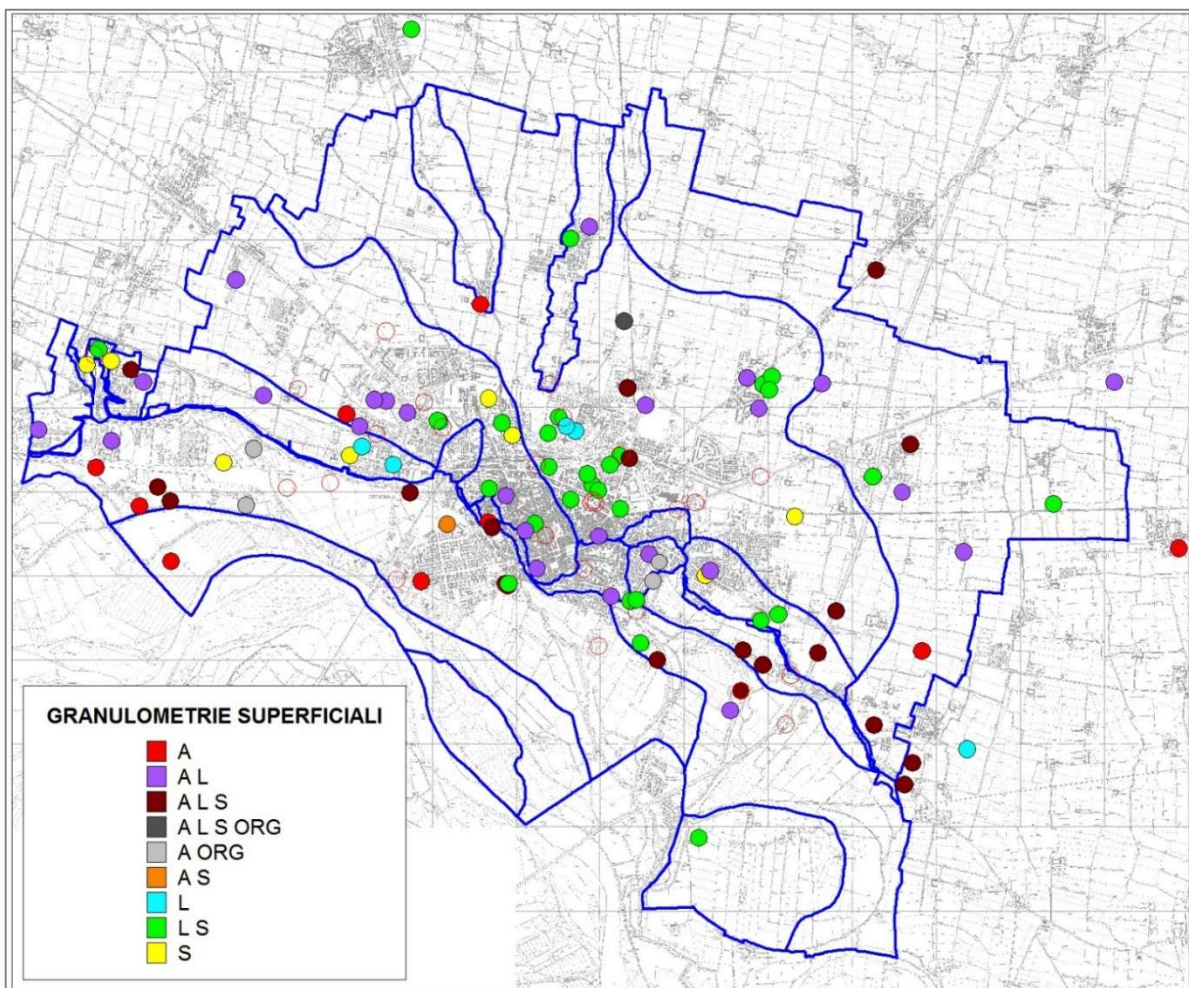 GRANULOMETRIE SUPERFICIALI
A
A L
A L S
A L S ORG
A ORG
A S
L
L S
S